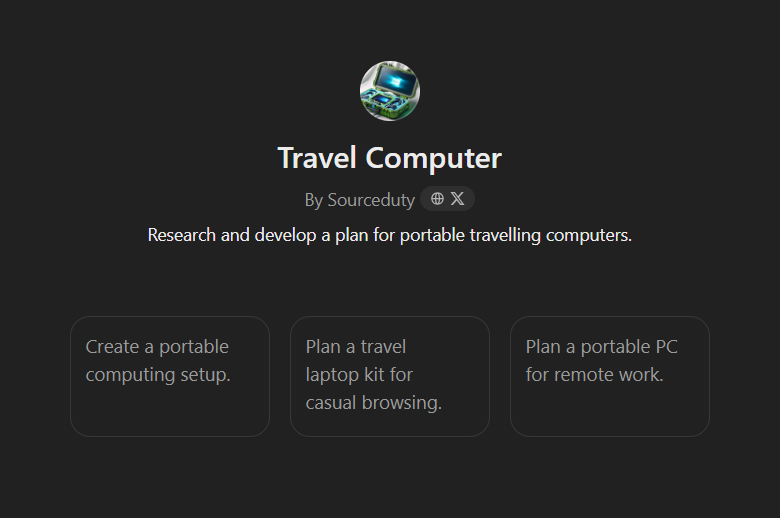 Travel Computer
By Sourceduty
Research and develop a plan for portable travelling computers.
Create a portable
computing setup.
Plan a travel
laptop kit for
casual browsing.
Plan a portable PC
for remote work.